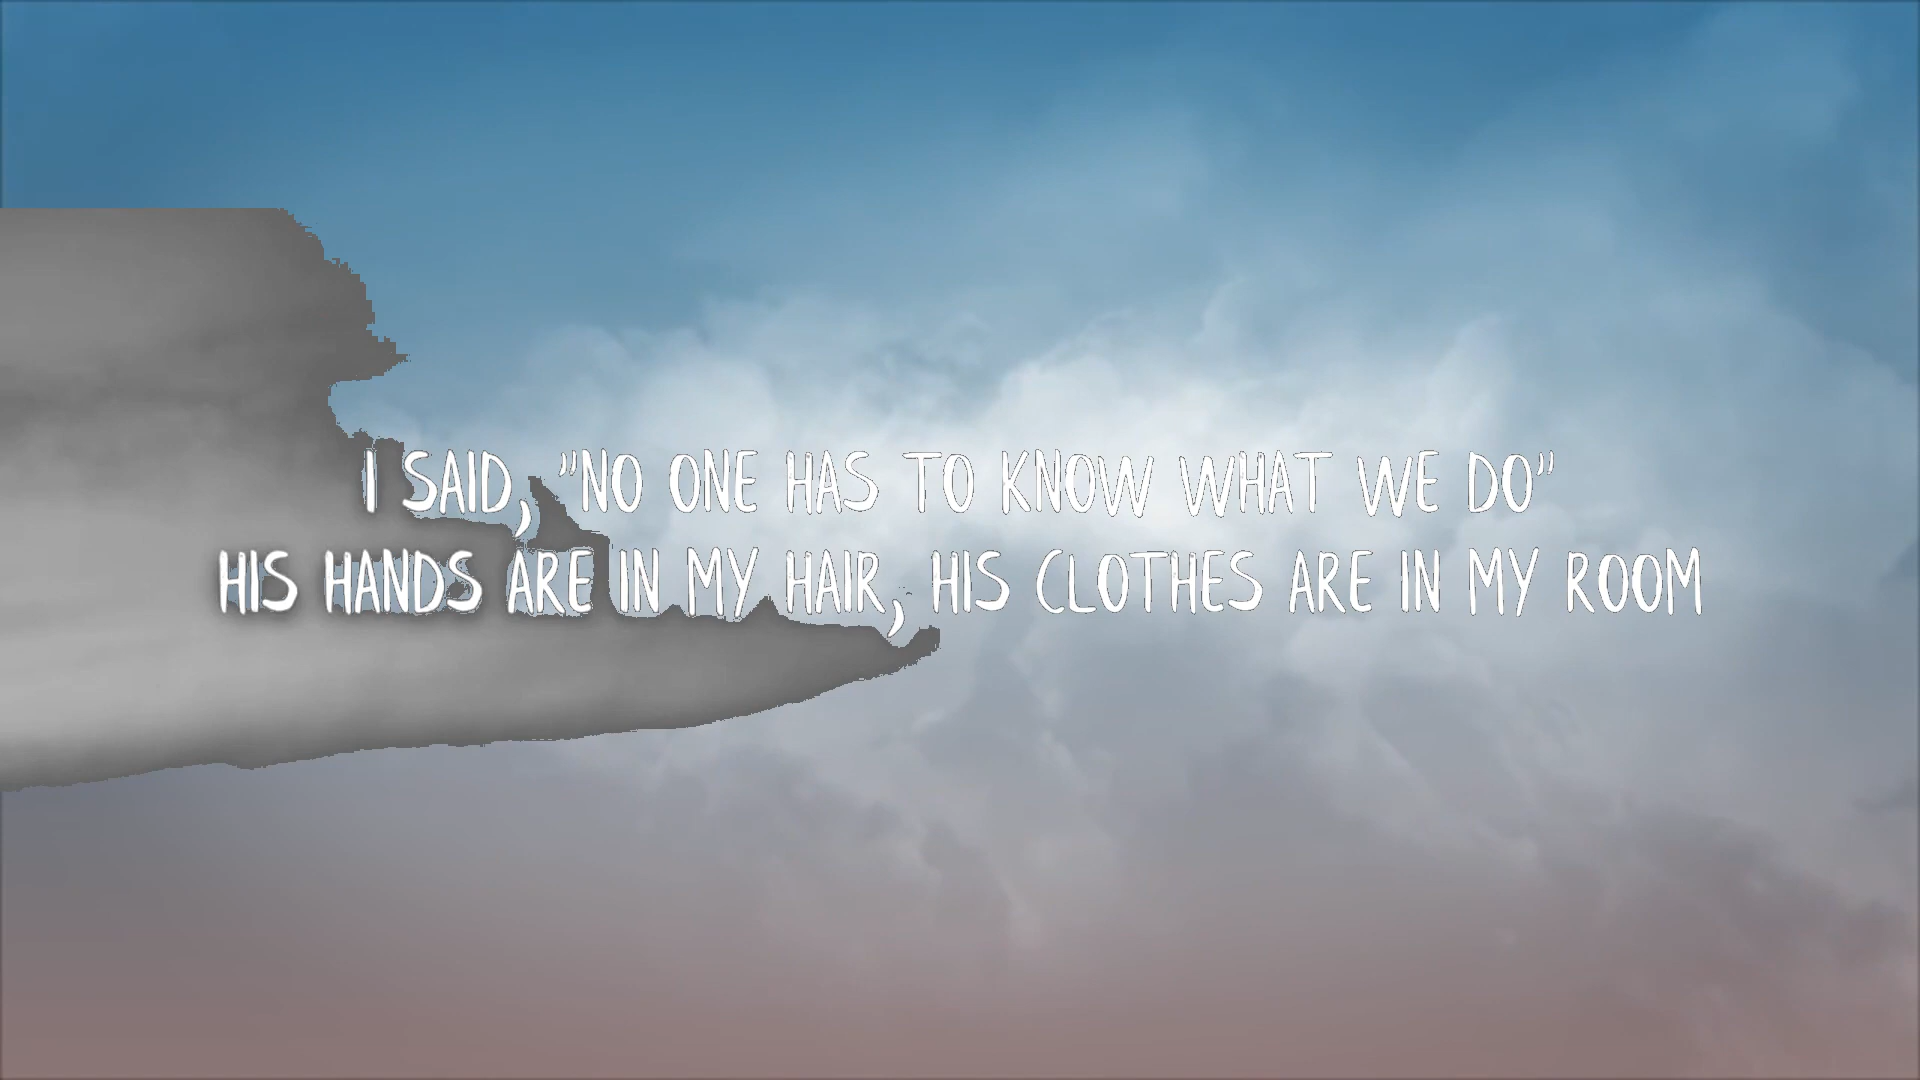 I SAID, "NO ONE HAS TO KNOW WHAT WE DO"
HIS HANDS ARE IN MY HAIR, HIS CLOTHES ARE IN MY ROOM